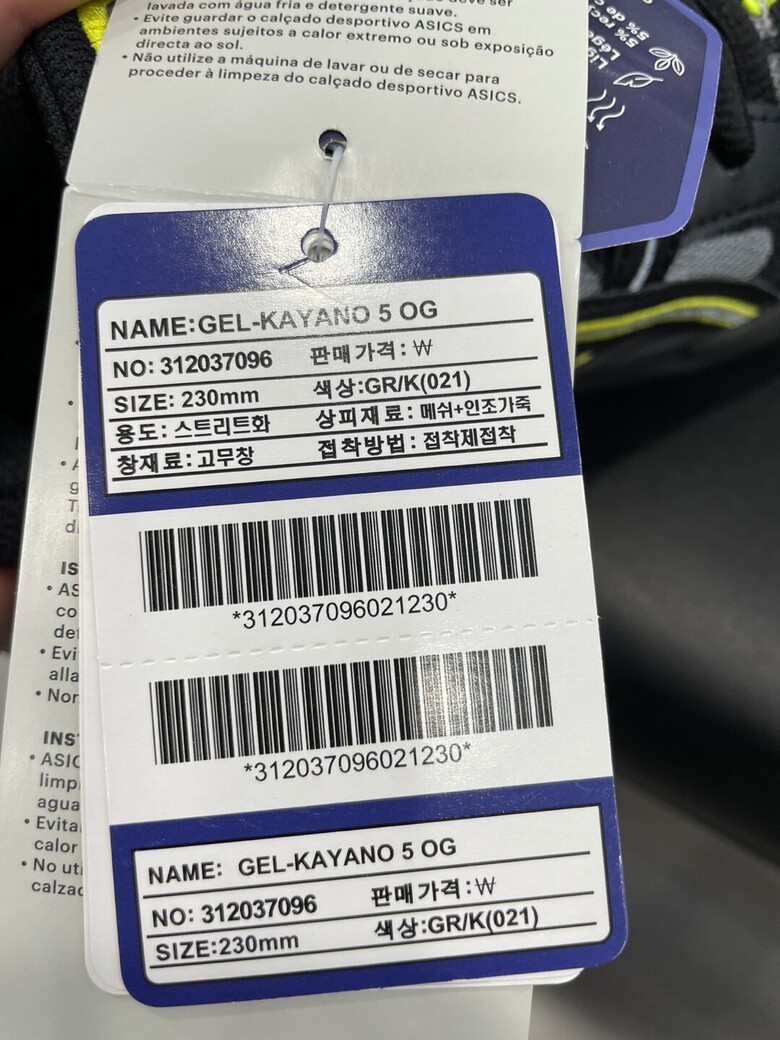 lavada com água fria e detergente suave.
• Evite guardar o calçado desportivo ASICS em
ambientes sujeitos a calor extremo ou sob exposição
directa ao sol.
• Não utilize a máquina de lavar ou de secar para
proceder à limpeza do calçado desportivo ASICS.
NAME:GEL-KAYANO 5 OG
NO: 312037096 판매가격:₩
SIZE: 230mm 색상:GR/K(021)
용도: 스트리트화 상피재료: 메쉬+인조가죽
창재료:고무창 접착방법: 접착제접착
*312037096021230*
*312037096021230*
NAME: GEL-KAYANO 5 OG
NO: 312037096 판매가격:₩
SIZE:230mm 색상:GR/K(021)